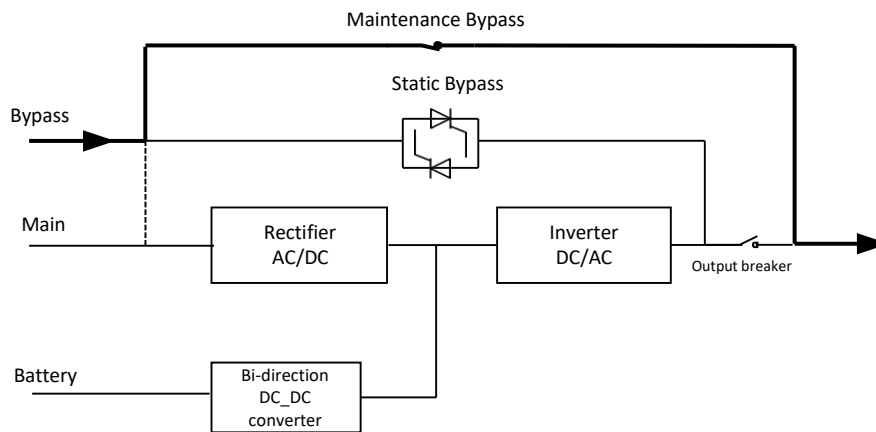 Maintenance Bypass
Static Bypass
Bypass
Main
Rectifier
AC/DC
Inverter
DC/AC
Output breaker
Battery
Bi-direction
DC_DC
converter